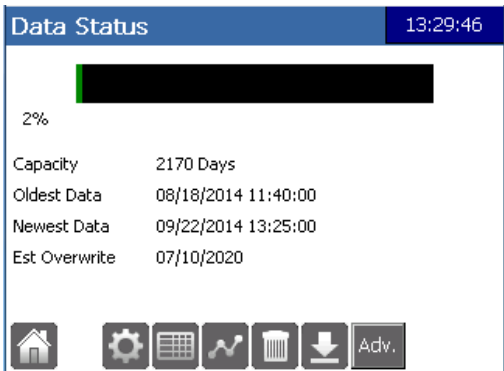 Data Status 13:29:46
2%
Capacity 2170 Days
Oldest Data 08/18/2014 11:40:00
Newest Data 09/22/2014 13:25:00
Est Overwrite 07/10/2020
Adv.